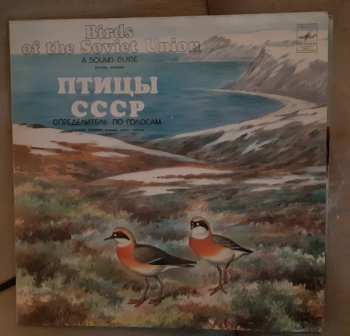 Birds
of the Soviet Union
A SOUND GUIDE
ПТИЦЫ
СССР
ОПРЕДЕЛИТЕЛЬ ПО ГОЛОСАМ